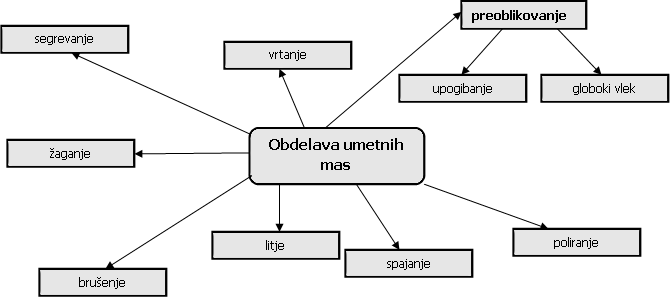 preoblikovanje
segrevanje
vrtanje
upogibanje
globoki vlek
Obdelava umetnih
mas
žaganje
litje
poliranje
spajanje
brušenje